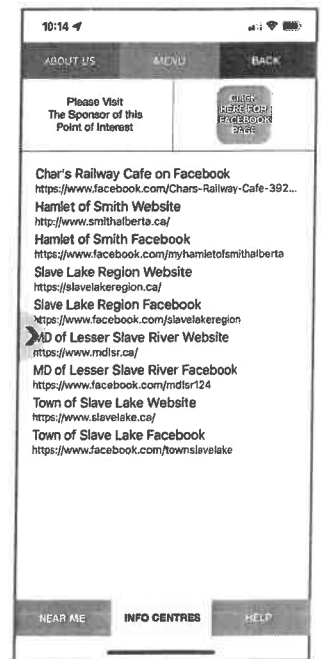 10:14
ABOUT US
MENU
BACK
Please Visit
The Sponsor of this
Point of Interest
CLICK
HERE FOR
FACEBOOK
PAGE
Char's Railway Cafe on Facebook
https://www.facebook.com/Chars-Railway-Cafe-392...
Hamlet of Smith Website
http://www.smithalberta.ca/
Hamlet of Smith Facebook
https://www.facebook.com/myhamletofsmithalberta
Slave Lake Region Website
https://slavelakeregion.ca/
Slave Lake Region Facebook
https://www.facebook.com/slavelakeregion
MD of Lesser Slave River Website
https://www.mdlsr.ca/
MD of Lesser Slave River Facebook
https://www.facebook.com/mdlsr124
Town of Slave Lake Website
https://www.slavelake.ca/
Town of Slave Lake Facebook
https://www.facebook.com/townslavelake
NEAR ME
INFO CENTRES
HELP